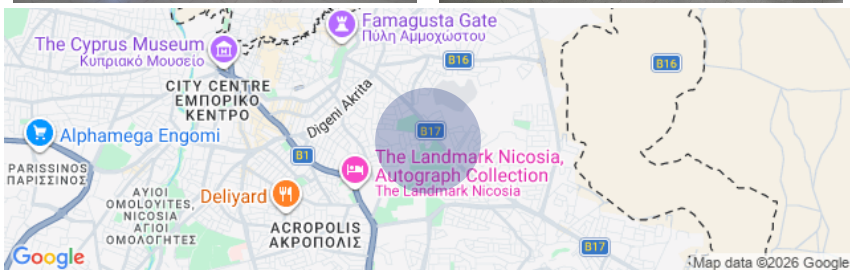 Famagusta Gate
Πύλη Αμμοχώστου
The Cyprus Museum
Κυπριακό Μουσείο
B16
B16
CITY CENTRE
ΕΜΠΟΡΙΚΟ
ΚΕΝΤΡΟ
Digeni Akrita
Alphamega Engomi
B17
B1
The Landmark Nicosia,
Autograph Collection
The Landmark Nicosia
PARISSINOS
ΠΑΡΙΣΣΙΝΟΣ
ΑΥΙΟΙ
OMOLOYITES,
NICOSIA
ΑΓΙΟΙ
ΟΜΟΛΟΓΗΤΕΣ
Deliyard
ACROPOLIS
ΑΚΡΟΠΟΛΙΣ
B17
Google
Map data ©2026 Google